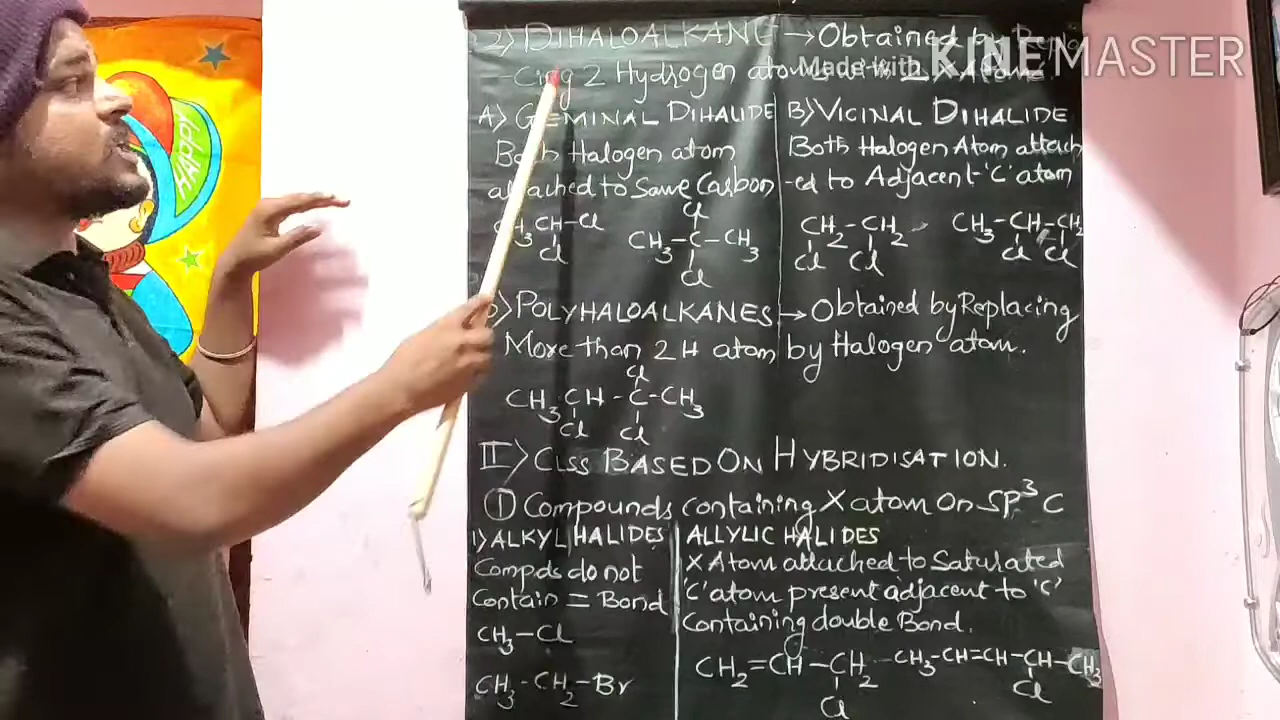 2) DIHALOALKANE → Obtained by Repla
-cing 2 Hydrogen atoms with 2 X Atoms.
Made with KINEMASTER
HAPPY
A) GEMINAL DIHALIDE
Both Halogen atom
attached to Same Carbon
CH3 CH-Cl
Cl
Cl
CH3-C-CH3
Cl
B) VICINAL DIHALIDE
Both Halogen Atom attach
-ed to Adjacent 'C' atom
CH2-CH2
Cl Cl
CH3-CH-CH2
Cl Cl
POLYHALOALKANES → Obtained by Replacing
More than 2 H atom by Halogen atom.
Cl
CH3 CH-C-CH3
Cl Cl
II) CLSS BASED ON HYBRIDISATION.
① Compounds containing X atom On SP³ C
1) ALKYL HALIDES
Compds do not
Contain = Bond
CH3-Cl
CH3-CH2-Br
ALLYLIC HALIDES
X Atom attached to Saturated
'C' atom present adjacent to 'C'
Containing double Bond.
CH2=CH-CH2
Cl
CH3-CH=CH-CH-CH3
Cl